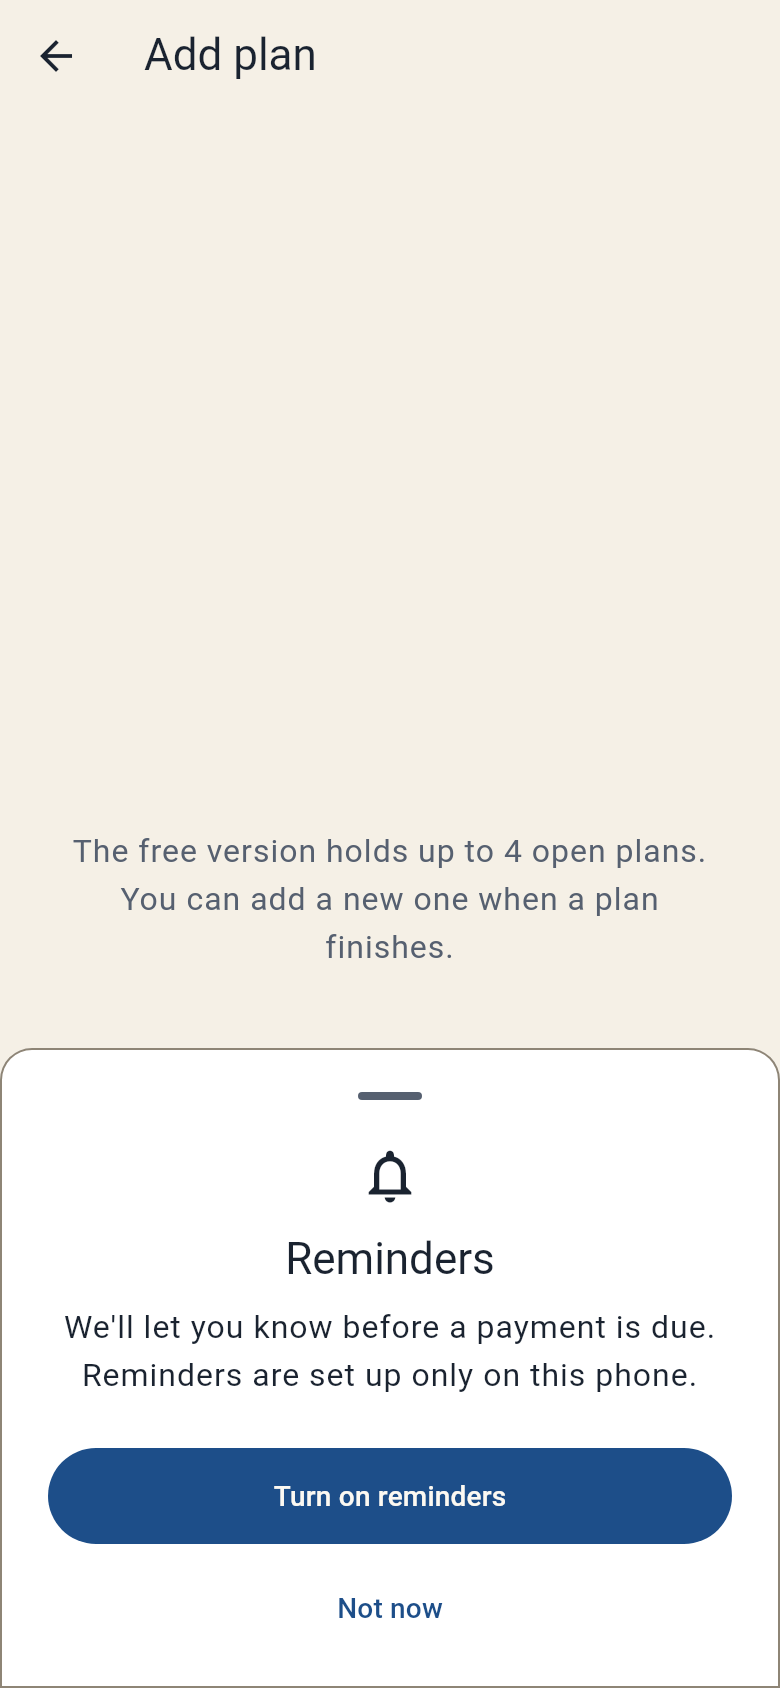 Add plan
The free version holds up to 4 open plans.
You can add a new one when a plan
finishes.
Reminders
We'll let you know before a payment is due.
Reminders are set up only on this phone.
Turn on reminders
Not now